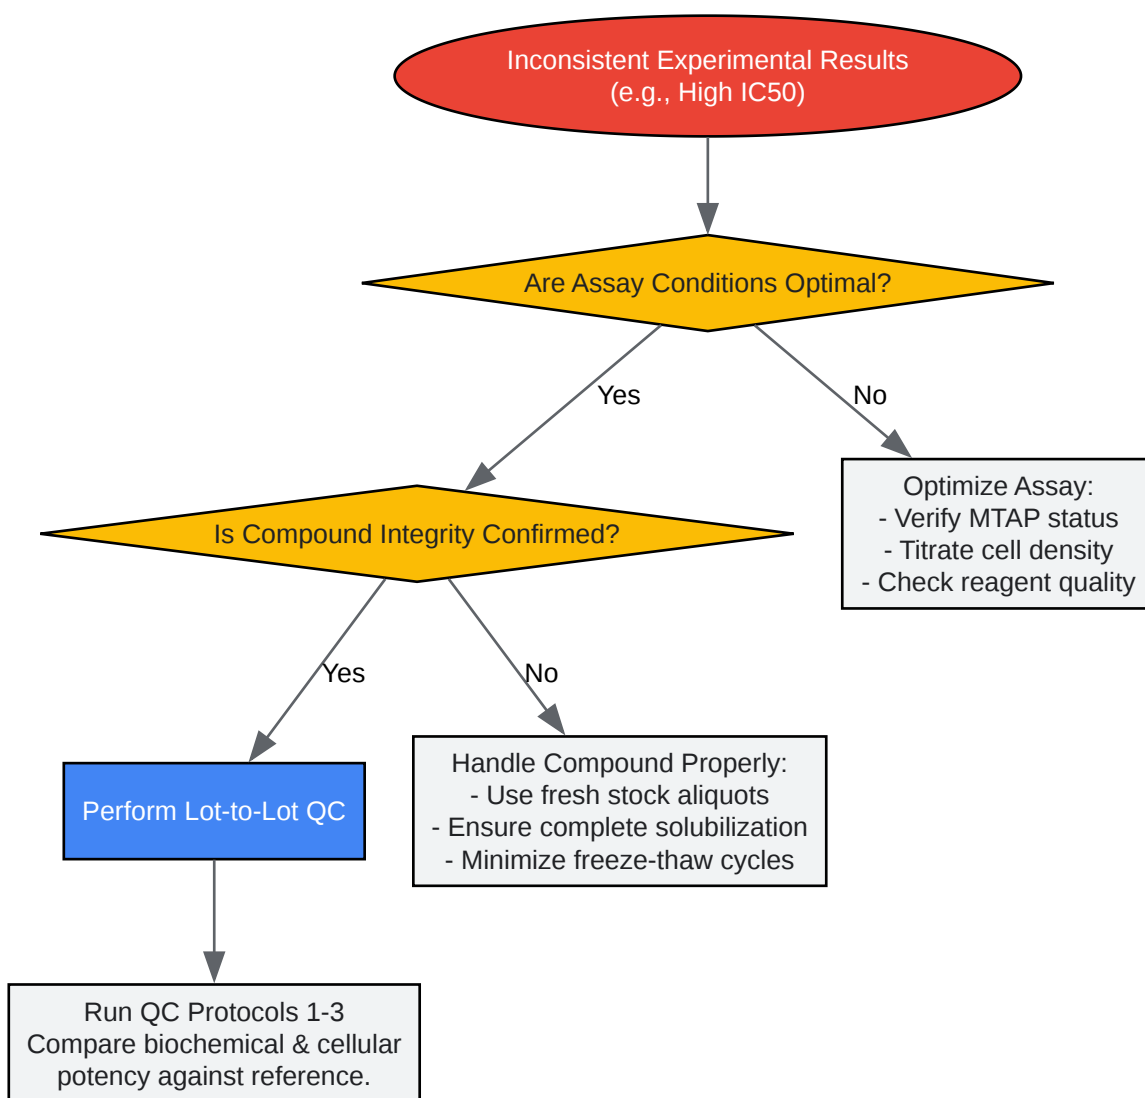 Inconsistent Experimental Results
(e.g., High IC50)
Are Assay Conditions Optimal?
Yes
No
Optimize Assay:
- Verify MTAP status
- Titrate cell density
- Check reagent quality
Is Compound Integrity Confirmed?
Yes
No
Handle Compound Properly:
- Use fresh stock aliquots
- Ensure complete solubilization
- Minimize freeze-thaw cycles
Perform Lot-to-Lot QC
Run QC Protocols 1-3
Compare biochemical & cellular
potency against reference.